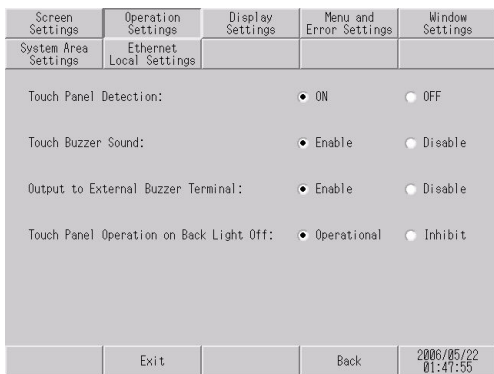 Screen Settings
Operation Settings
Display Settings
Menu and Error Settings
Window Settings
System Area Settings
Ethernet Local Settings
Touch Panel Detection: ON OFF
Touch Buzzer Sound: Enable Disable
Output to External Buzzer Terminal: Enable Disable
Touch Panel Operation on Back Light Off: Operational Inhibit
Exit
Back
2006/05/22
01:47:55